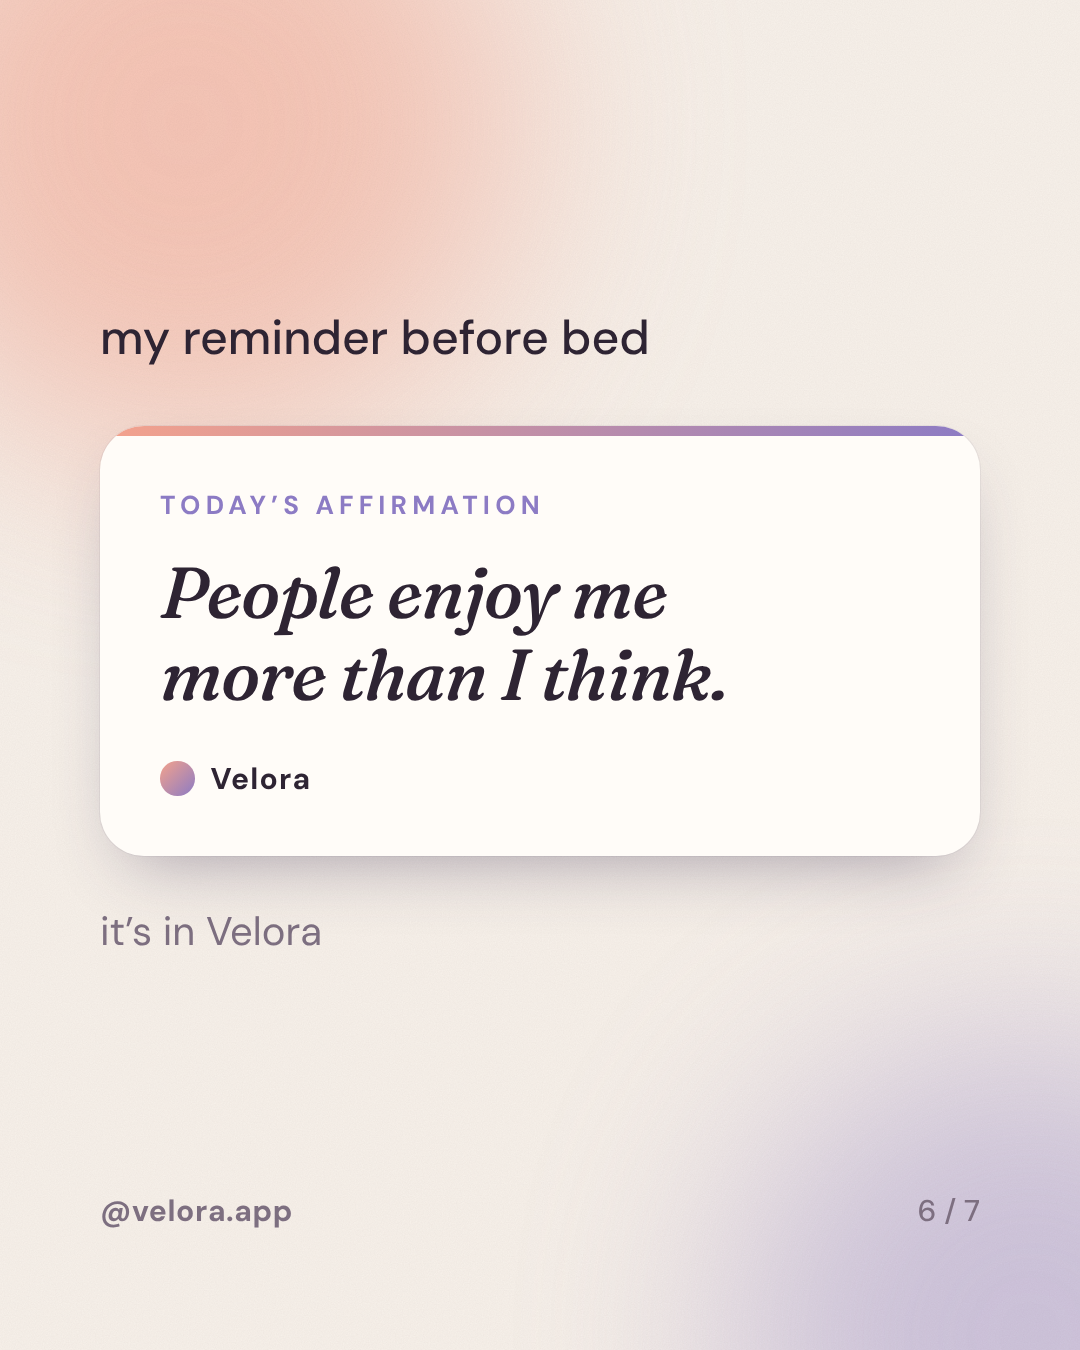 my reminder before bed
TODAY’S AFFIRMATION
People enjoy me
more than I think.
Velora
it’s in Velora
@velora.app
6 / 7